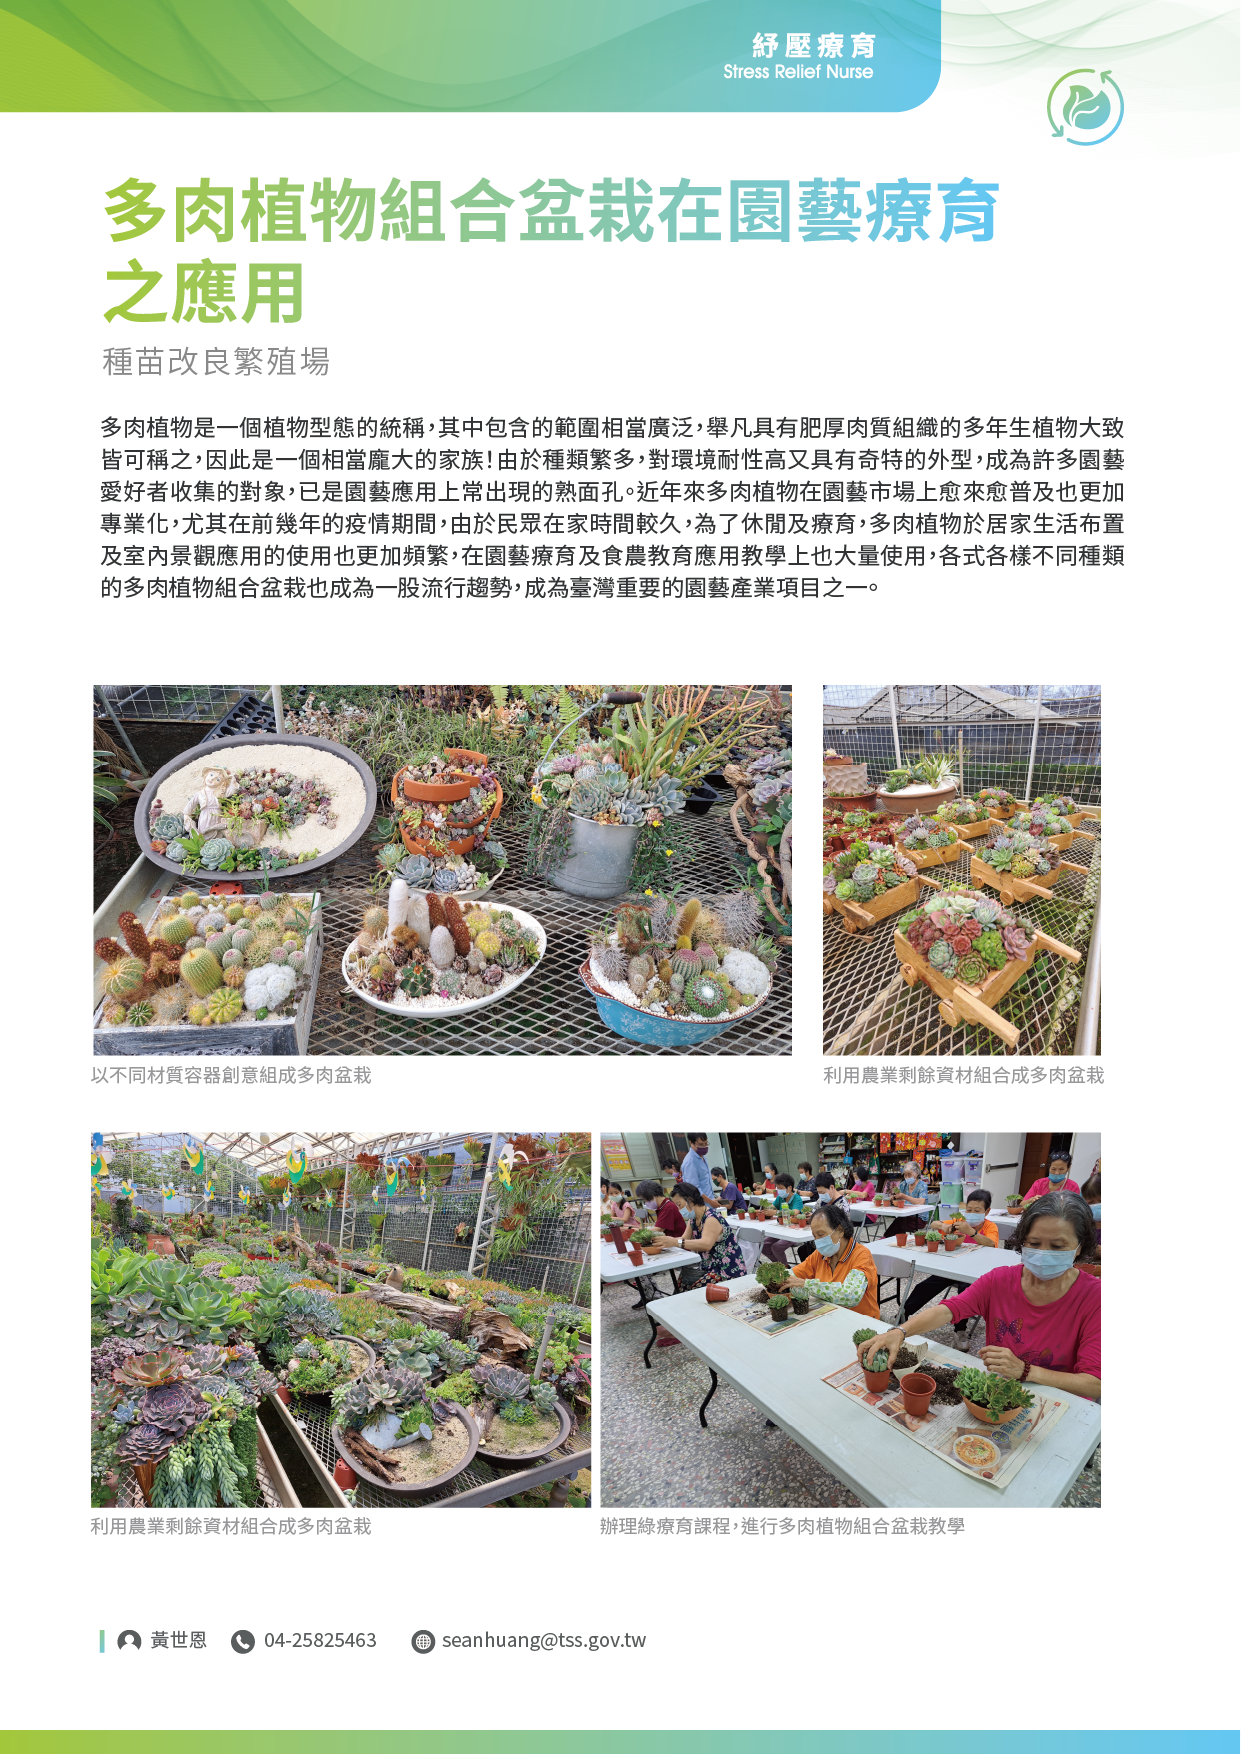 紓壓療育
Stress Relief Nurse
多肉植物組合盆栽在園藝療育
之應用
種苗改良繁殖場
多肉植物是一個植物型態的統稱，其中包含的範圍相當廣泛，舉凡具有肥厚肉質組織的多年生植物大致
皆可稱之，因此是一個相當龐大的家族！由於種類繁多，對環境耐性高又具有奇特的外型，成為許多園藝
愛好者收集的對象，已是園藝應用上常出現的熟面孔。近年來多肉植物在園藝市場上愈來愈普及也更加
專業化，尤其在前幾年的疫情期間，由於民眾在家時間較久，為了休閒及療育，多肉植物於居家生活布置
及室內景觀應用的使用也更加頻繁，在園藝療育及食農教育應用教學上也大量使用，各式各樣不同種類
的多肉植物組合盆栽也成為一股流行趨勢，成為臺灣重要的園藝產業項目之一。
以不同材質容器創意組成多肉盆栽
利用農業剩餘資材組合成多肉盆栽
利用農業剩餘資材組合成多肉盆栽
辦理綠療育課程，進行多肉植物組合盆栽教學
黃世恩 04-25825463 seanhuang@tss.gov.tw